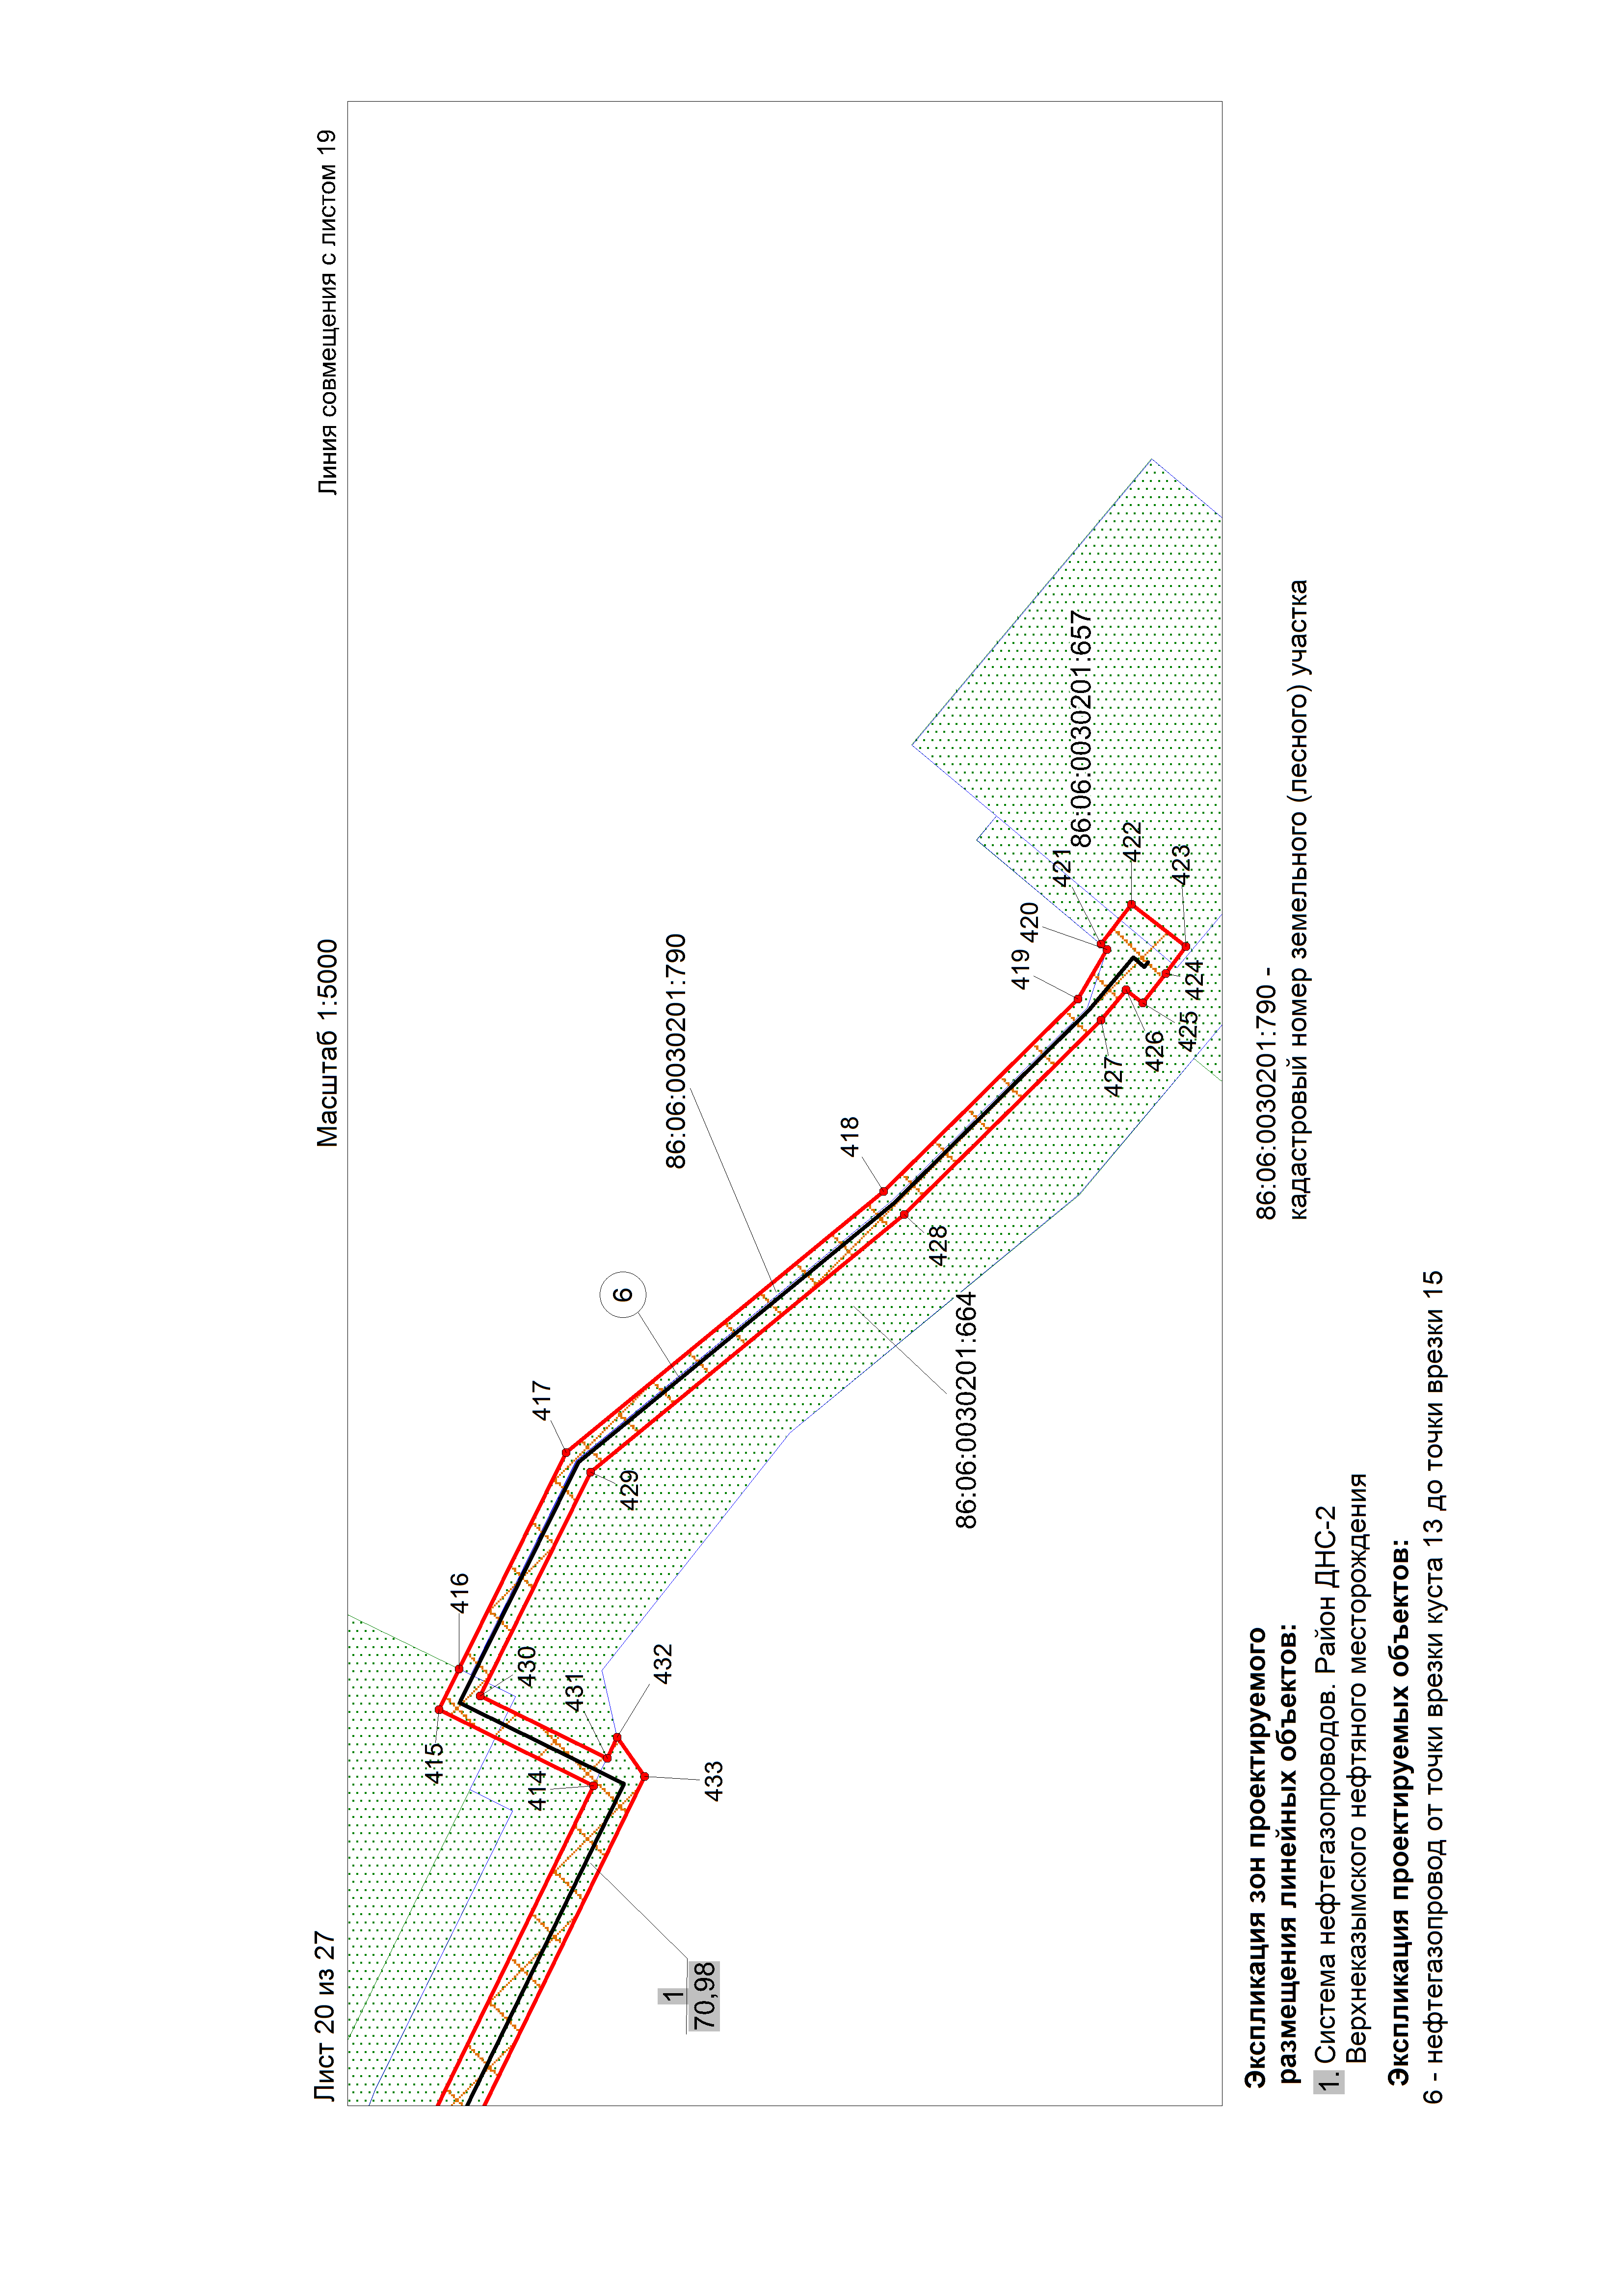 Лист 20 из 27
Масштаб 1:5000
Линия совмещения с листом 19
415
416
417
414
430
431
432
433
429
6
86:06:0030201:790
418
428
86:06:0030201:664
1
70,98
419
420
421
86:06:0030201:657
422
423
424
425
426
427
86:06:0030201:790 -
кадастровый номер земельного (лесного) участка
Экспликация зон проектируемого
размещения линейных объектов:
1. Система нефтегазопроводов. Район ДНС-2
Верхнеказымского нефтяного месторождения
Экспликация проектируемых объектов:
6 - нефтегазопровод от точки врезки куста 13 до точки врезки 15